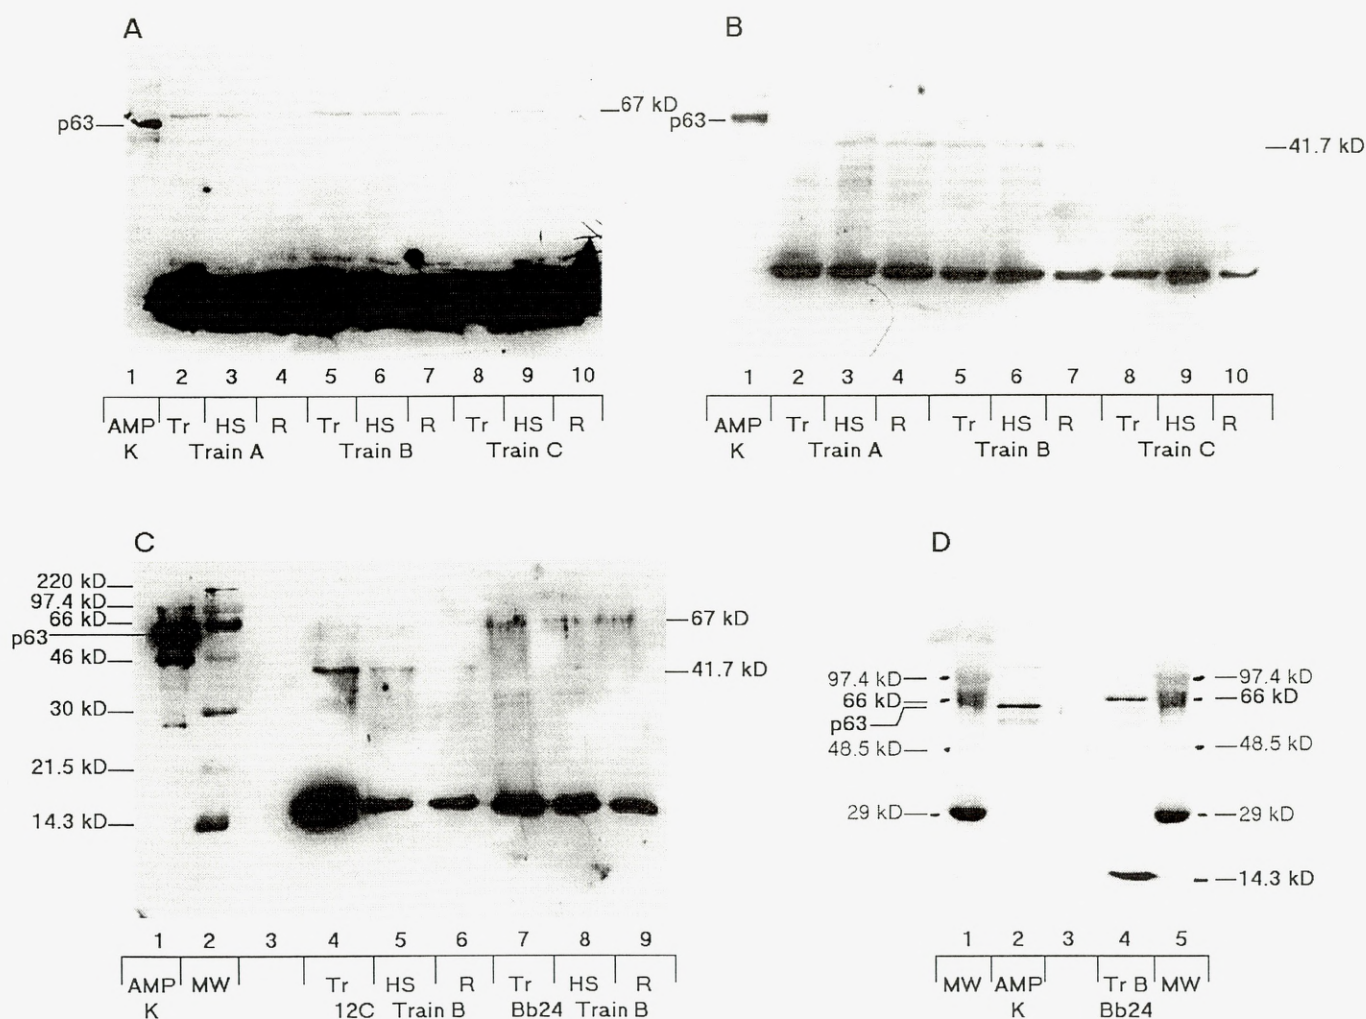 A
p63
67 kD
1 2 3 4 5 6 7 8 9 10
AMP Tr HS R Tr HS R Tr HS R
K Train A Train B Train C
B
p63
41.7 kD
1 2 3 4 5 6 7 8 9 10
AMP Tr HS R Tr HS R Tr HS R
K Train A Train B Train C
C
220 kD
97.4 kD
66 kD
p63
46 kD
30 kD
21.5 kD
14.3 kD
67 kD
41.7 kD
1 2 3 4 5 6 7 8 9
AMP MW Tr HS R Tr HS R
K 12C Train B Bb24 Train B
D
97.4 kD
66 kD
p63
48.5 kD
29 kD
97.4 kD
66 kD
48.5 kD
29 kD
14.3 kD
1 2 3 4 5
MW AMP Tr B MW
K Bb24